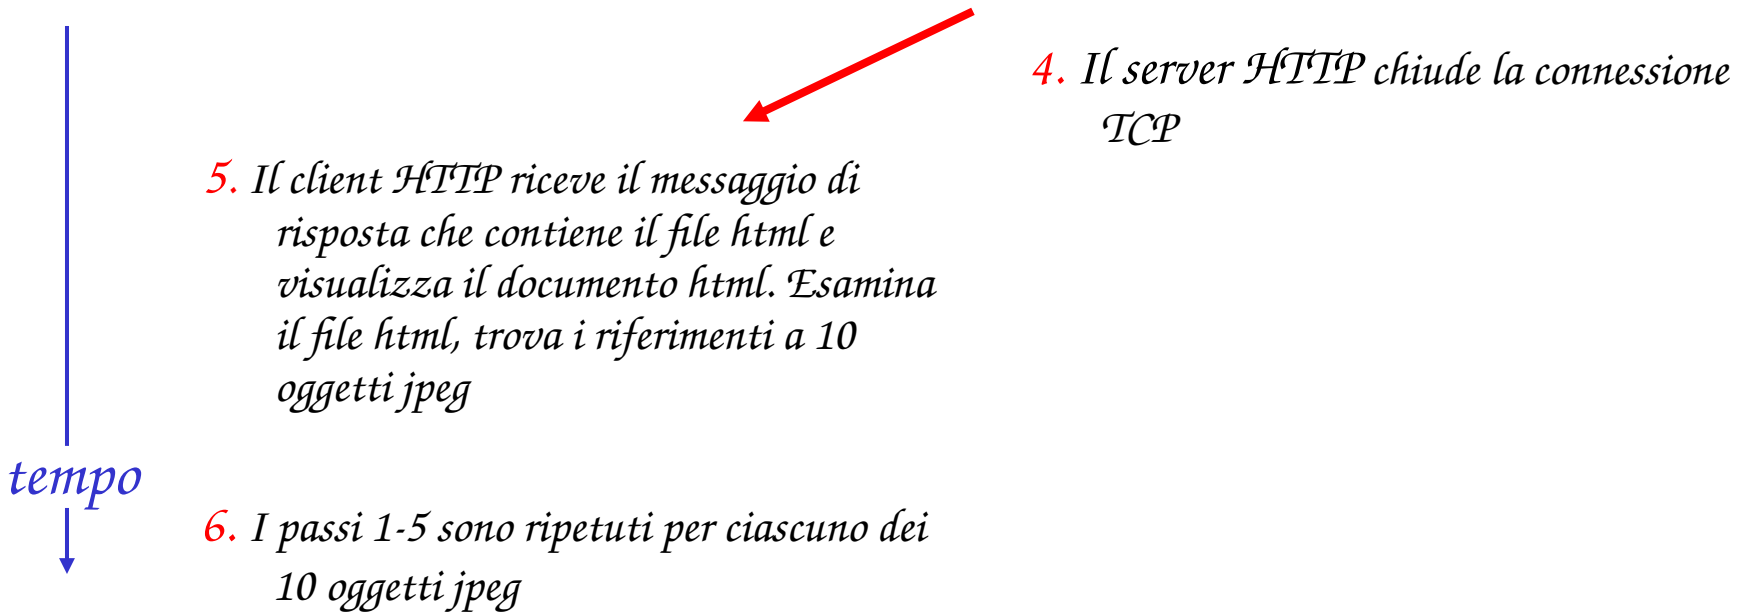 4. Il server HTTP chiude la connessione
TCP
5. Il client HTTP riceve il messaggio di
risposta che contiene il file html e
visualizza il documento html. Esamina
il file html, trova i riferimenti a 10
oggetti jpeg
tempo
6. I passi 1-5 sono ripetuti per ciascuno dei
10 oggetti jpeg